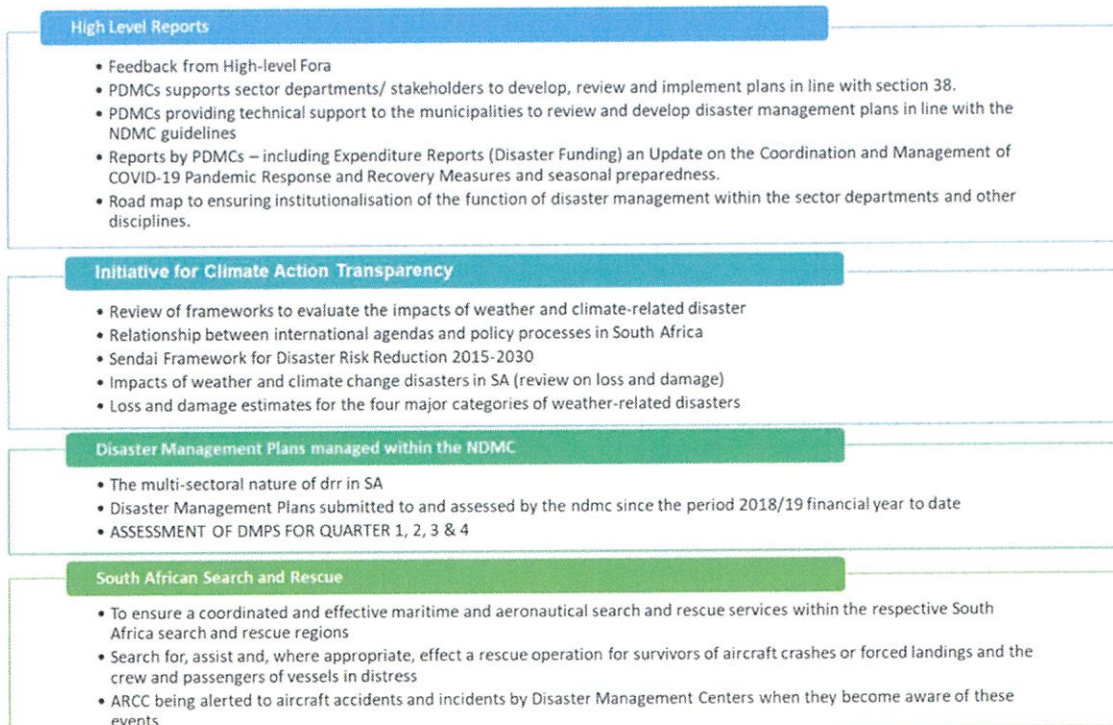 High Level Reports
• Feedback from High-level Fora
• PDMCs supports sector departments/ stakeholders to develop, review and implement plans in line with section 38.
• PDMCs providing technical support to the municipalities to review and develop disaster management plans in line with the
NDMC guidelines
• Reports by PDMCs – including Expenditure Reports (Disaster Funding) an Update on the Coordination and Management of
COVID-19 Pandemic Response and Recovery Measures and seasonal preparedness.
• Road map to ensuring institutionalisation of the function of disaster management within the sector departments and other
disciplines.
Initiative for Climate Action Transparency
• Review of frameworks to evaluate the impacts of weather and climate-related disaster
• Relationship between international agendas and policy processes in South Africa
• Sendai Framework for Disaster Risk Reduction 2015-2030
• Impacts of weather and climate change disasters in SA (review on loss and damage)
• Loss and damage estimates for the four major categories of weather-related disasters
Disaster Management Plans managed within the NDMC
• The multi-sectoral nature of drr in SA
• Disaster Management Plans submitted to and assessed by the ndmc since the period 2018/19 financial year to date
• ASSESSMENT OF DMPS FOR QUARTER 1, 2, 3 & 4
South African Search and Rescue
• To ensure a coordinated and effective maritime and aeronautical search and rescue services within the respective South
Africa search and rescue regions
• Search for, assist and, where appropriate, effect a rescue operation for survivors of aircraft crashes or forced landings and the
crew and passengers of vessels in distress
• ARCC being alerted to aircraft accidents and incidents by Disaster Management Centers when they become aware of these
events